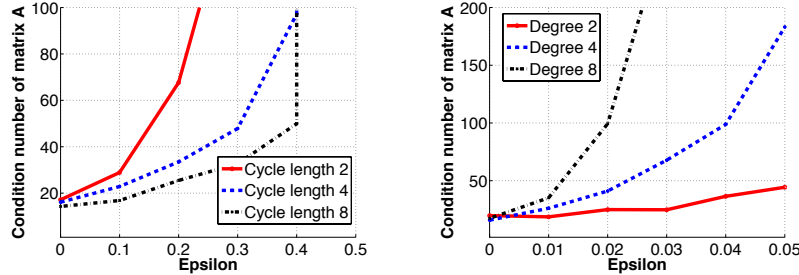 Condition number of matrix A
100
80
60
40
20
0
0.1
0.2
0.3
0.4
0.5
Epsilon
Cycle length 2
Cycle length 4
Cycle length 8
Condition number of matrix A
200
150
100
50
0
0.01
0.02
0.03
0.04
0.05
Epsilon
Degree 2
Degree 4
Degree 8